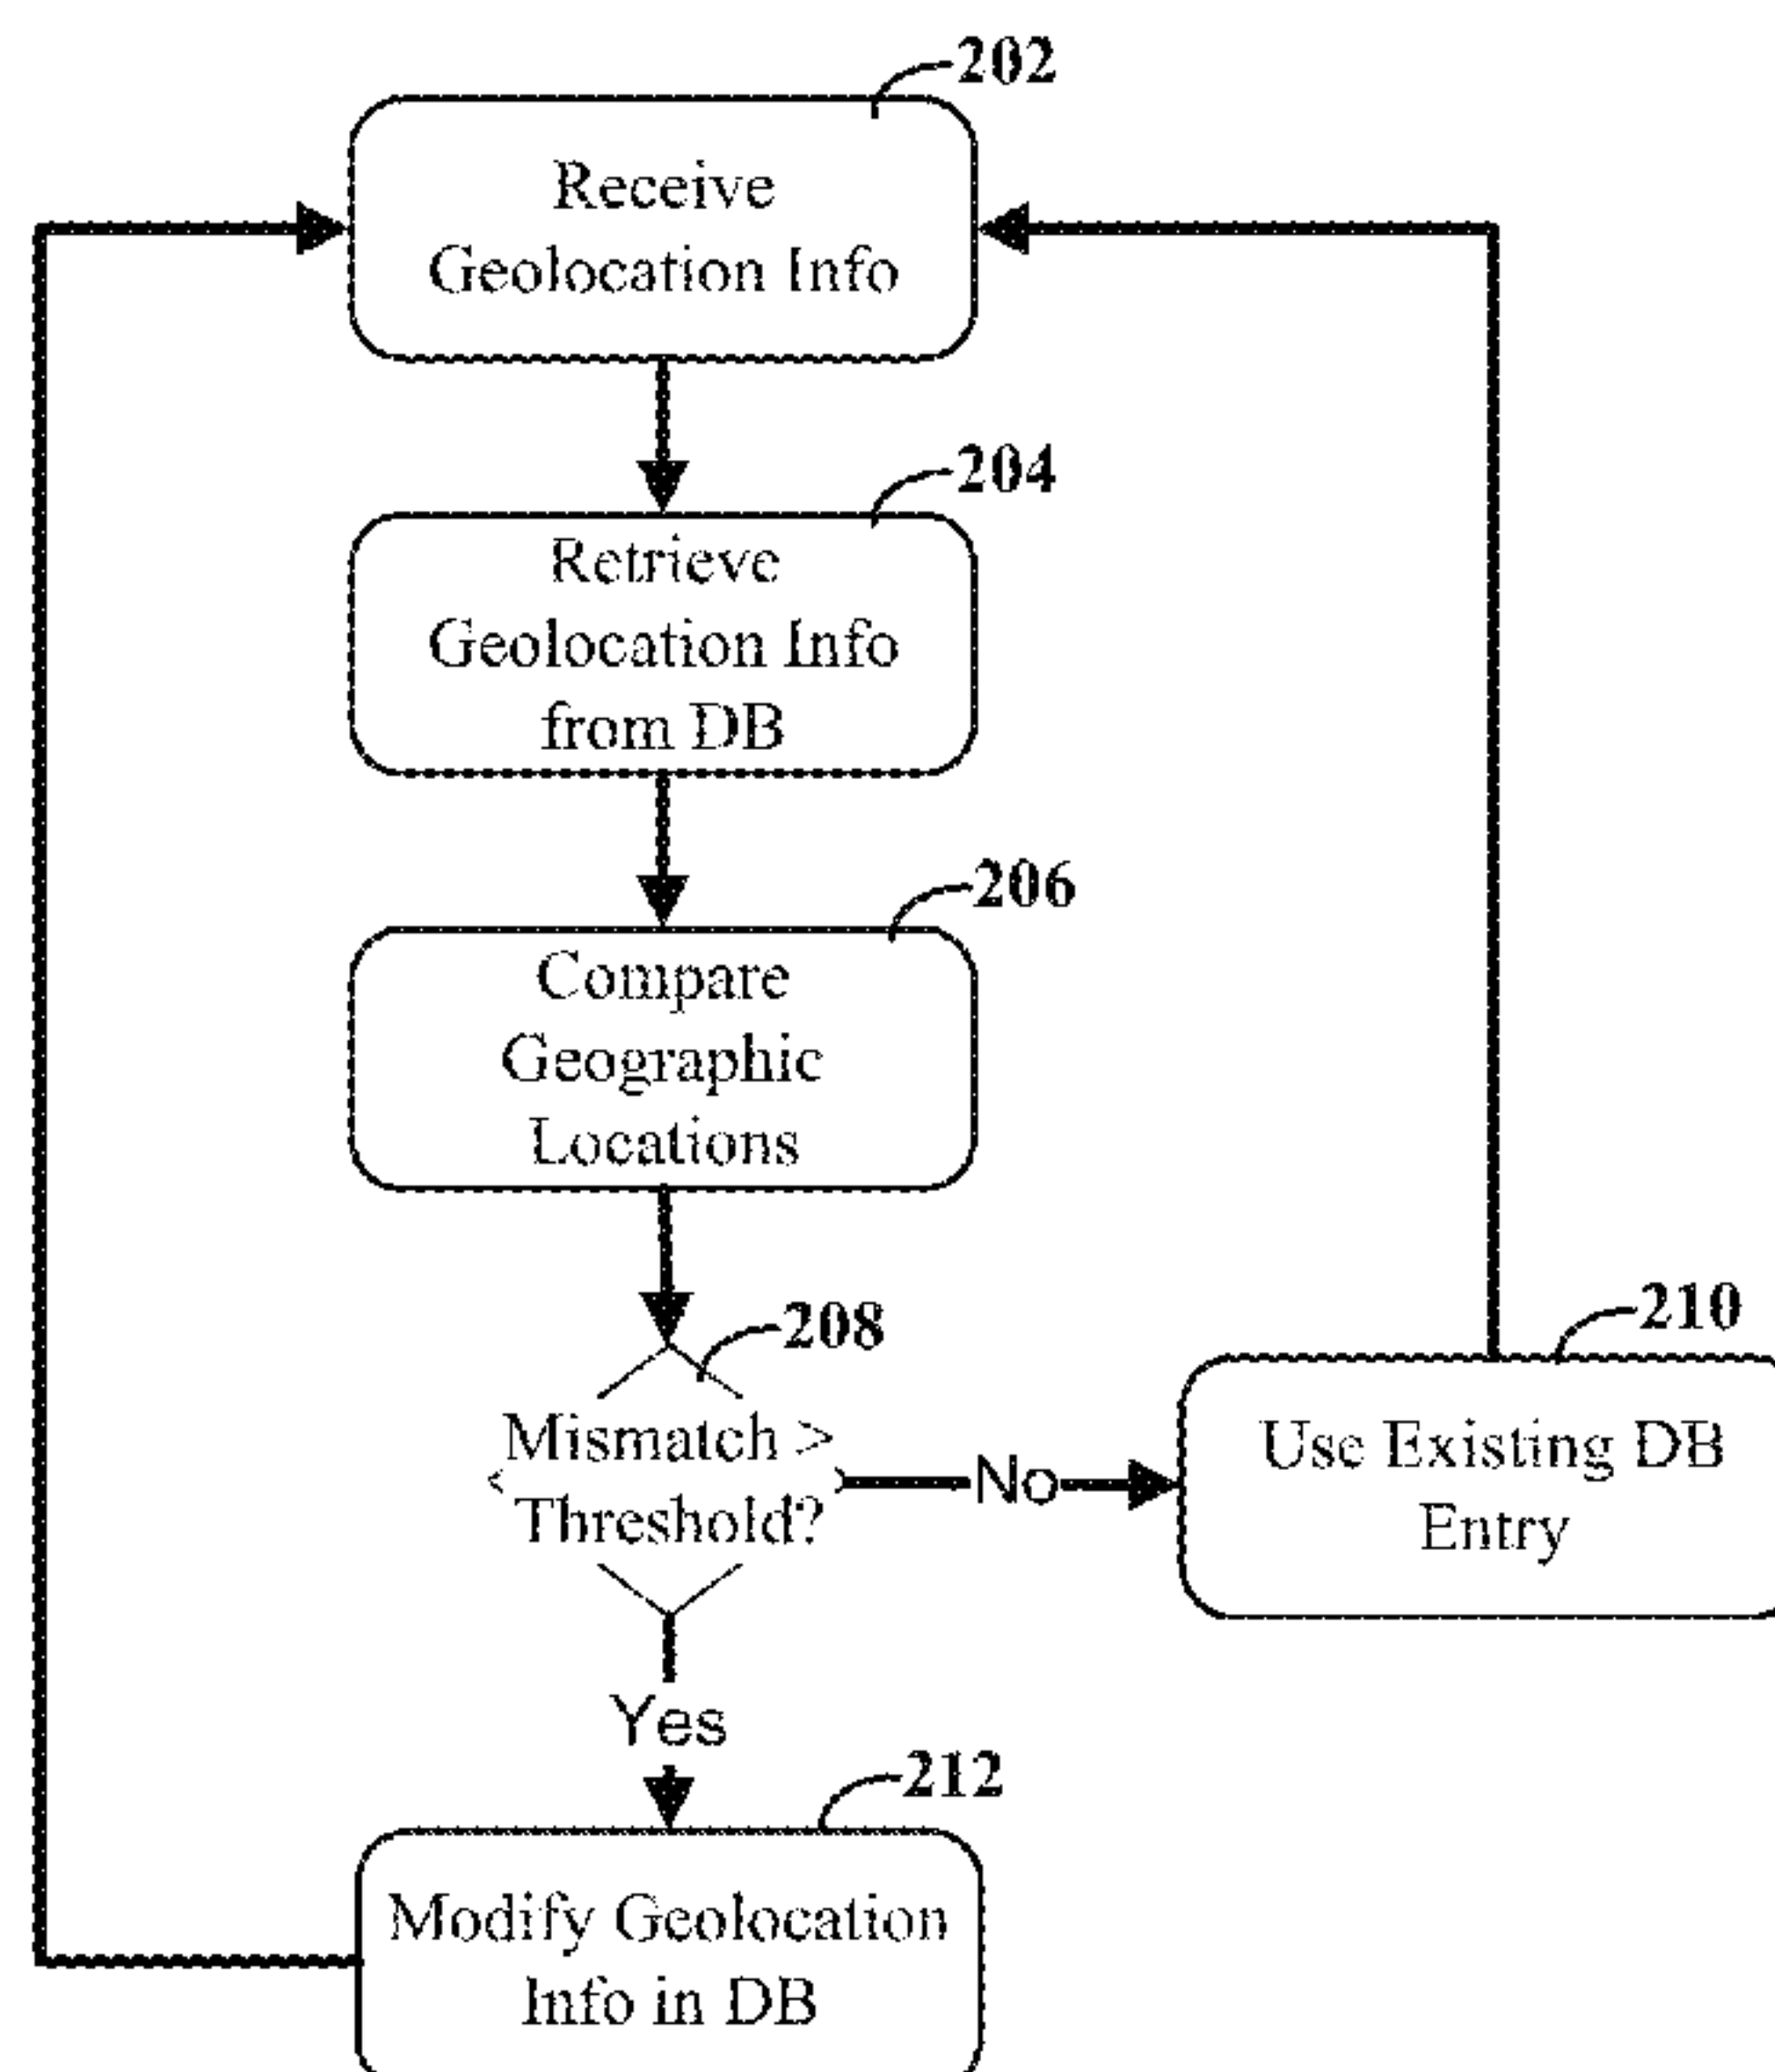 202
Receive
Geolocation Info
204
Retrieve
Geolocation Info
from DB
206
Compare
Geographic
Locations
208
Mismatch >
Threshold?
No
210
Use Existing DB
Entry
Yes
212
Modify Geolocation
Info in DB